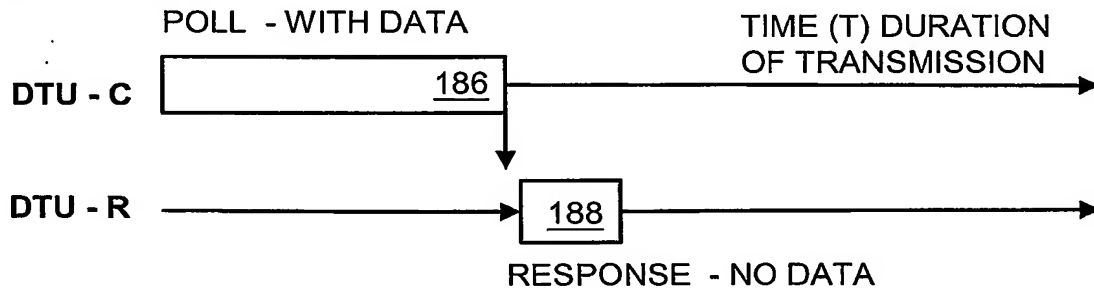 POLL - WITH DATA
TIME (T) DURATION
OF TRANSMISSION
DTU - C
186
DTU - R
188
RESPONSE - NO DATA